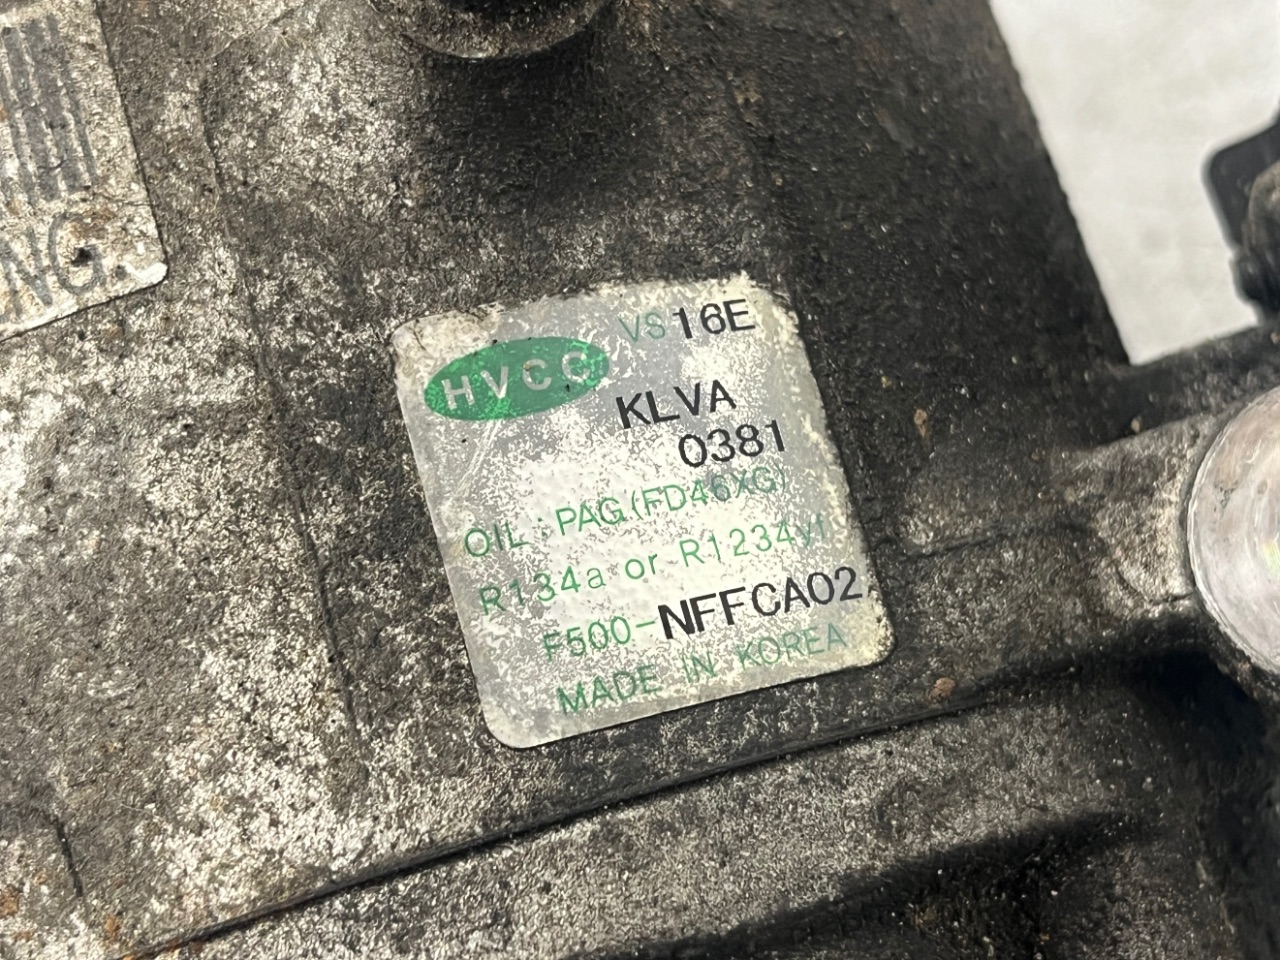 NG.
HVCC VS16E
KLVA
0381
OIL : PAG(FD46XG)
R134a or R1234yf
F500-NFFCA02
MADE IN KOREA